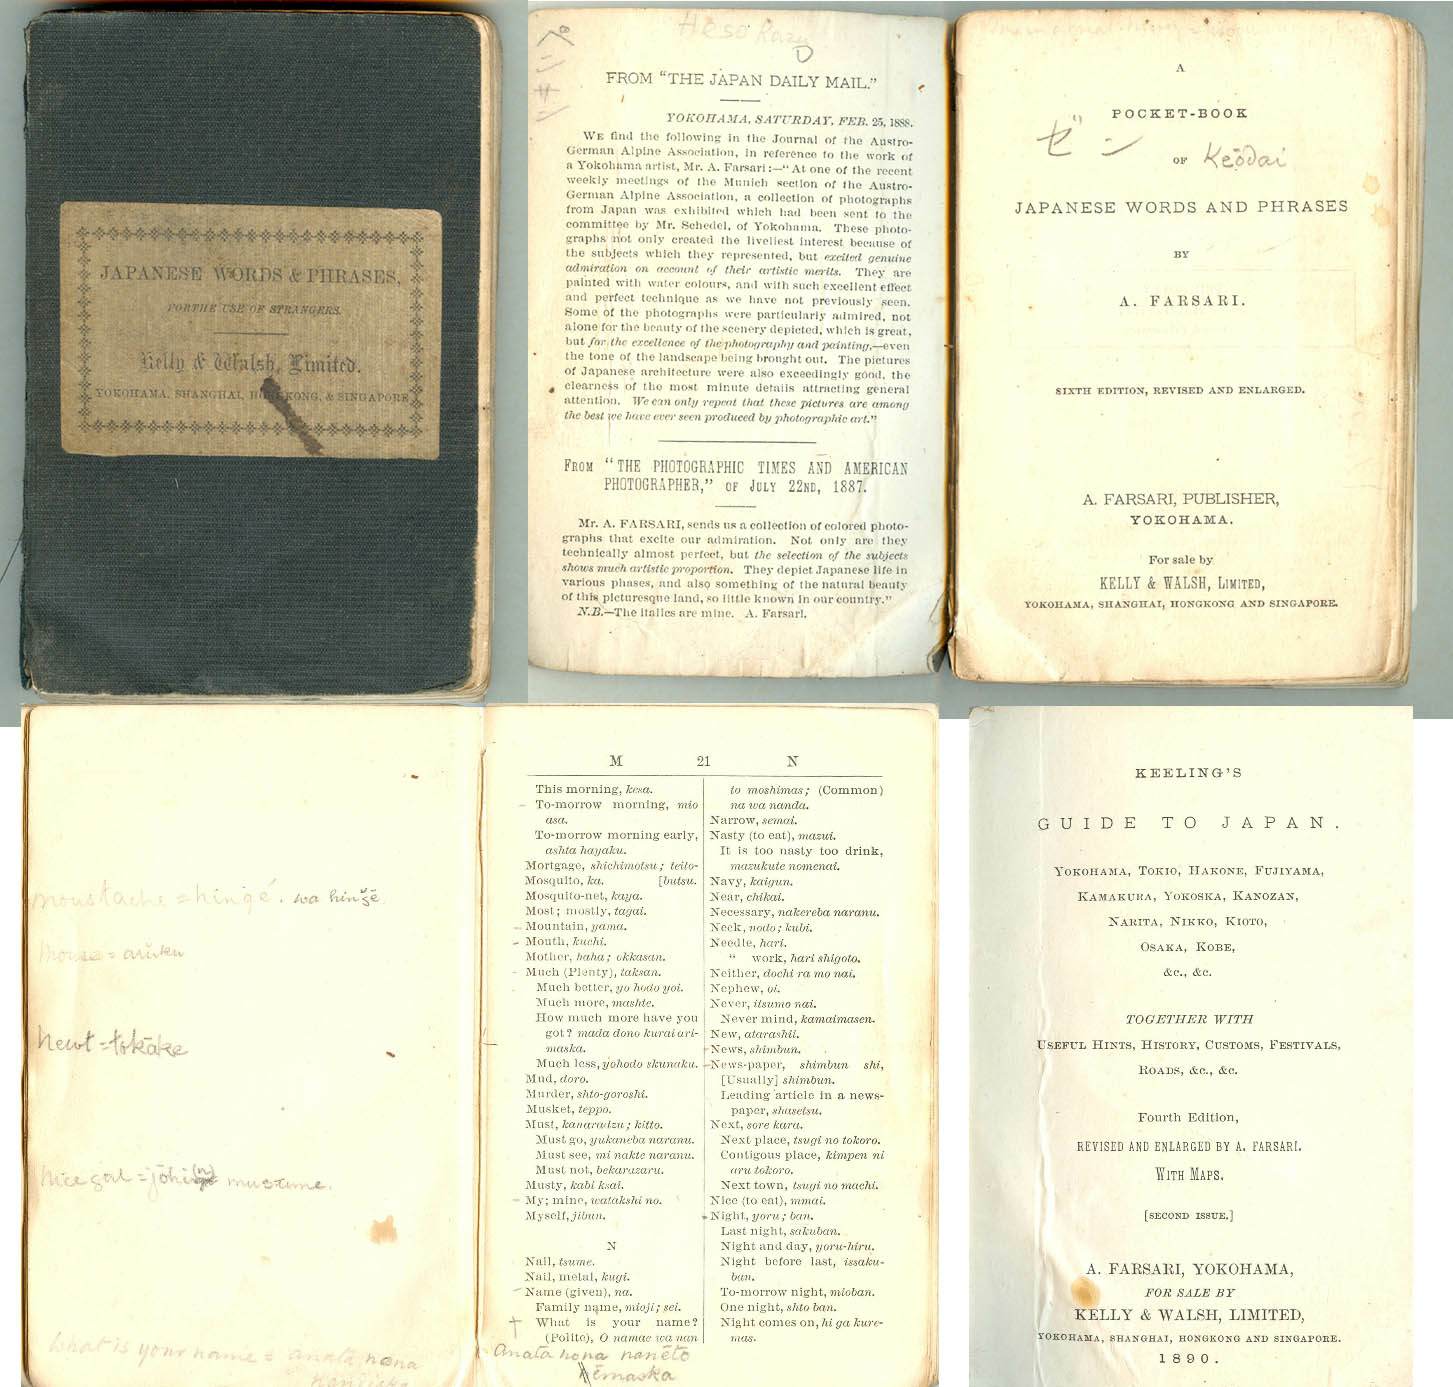 JAPANESE WORDS & PHRASES,
FOR THE USE OF STRANGERS.
Kelly & Walsh, Limited.
YOKOHAMA, SHANGHAI, HONGKONG, & SINGAPORE
FROM "THE JAPAN DAILY MAIL."
YOKOHAMA, SATURDAY, FEB. 25, 1888.
WE find the following in the Journal of the Austro-
German Alpine Association, in reference to the work of
a Yokohama artist, Mr. A. Farsari:—"At one of the recent
weekly meetings of the Munich section of the Austro-
German Alpine Association, a collection of photographs
from Japan was exhibited which had been sent to the
committee by Mr. Schedel, of Yokohama. These photo-
graphs not only created the liveliest interest because of
the subjects which they represented, but excited genuine
admiration on account of their artistic merits. They are
painted with water colours, and with such excellent effect
and perfect technique as we have not previously seen.
Some of the photographs were particularly admired, not
alone for the beauty of the scenery depicted, which is great,
but for the excellence of the photography and painting,—even
the tone of the landscape being brought out. The pictures
of Japanese architecture were also exceedingly good, the
clearness of the most minute details attracting general
attention. We can only repeat that these pictures are among
the best we have ever seen produced by photographic art."
FROM "THE PHOTOGRAPHIC TIMES AND AMERICAN
PHOTOGRAPHER," OF JULY 22ND, 1887.
Mr. A. FARSARI, sends us a collection of colored photo-
graphs that excite our admiration. Not only are they
technically almost perfect, but the selection of the subjects
shows much artistic proportion. They depict Japanese life in
various phases, and also something of the natural beauty
of this picturesque land, so little known in our country."
N.B.—The italics are mine. A. Farsari.
A
POCKET-BOOK
ゼン
OF Keōdai
JAPANESE WORDS AND PHRASES
BY
A. FARSARI.
SIXTH EDITION, REVISED AND ENLARGED.
A. FARSARI, PUBLISHER,
YOKOHAMA.
For sale by
KELLY & WALSH, LIMITED,
YOKOHAMA, SHANGHAI, HONGKONG AND SINGAPORE.
moustache = hingé. wa hingē
Newt = tokāke
Nice gal = musume.
What is your name = anata nona
M 21 N
This morning, kesa.
To-morrow morning, mio
asa.
To-morrow morning early,
ashta hayaku.
Mortgage, shichimotsu; teito-
Mosquito, ka. [butsu.
Mosquito-net, kaya.
Most; mostly, tagai.
Mountain, yama.
Mouth, kuchi.
Mother, haha; okkasan.
Much (Plenty), taksan.
Much better, yo hodo yoi.
Much more, mashte.
How much more have you
got? mada dono kurai ari-
maska.
Much less, yohodo skunaku.
Mud, doro.
Murder, shto-goroshi.
Musket, teppo.
Must, kanaradzu; kitto.
Must go, yukaneba naranu.
Must see, mi nakte naranu.
Must not, bekarazaru.
Musty, kabi ksai.
My; mine, watakshi no.
Myself, jibun.
N
Nail, tsume.
Nail, metal, kugi.
Name (given), na.
Family name, mioji; sei.
What is your name?
(Polite), O namae wa nan
to moshimas; (Common)
na wa nanda.
Narrow, semai.
Nasty (to eat), mazui.
It is too nasty too drink,
mazukute nomenai.
Navy, kaigun.
Near, chikai.
Necessary, nakereba naranu.
Neck, nodo; kubi.
Needle, hari.
" work, hari shigoto.
Neither, dochi ra mo nai.
Nephew, oi.
Never, itsumo nai.
Never mind, kamaimasen.
New, atarashii.
News, shimbun.
News-paper, shimbun shi,
[Usually] shimbun.
Leading article in a news-
paper, shasetsu.
Next, sore kara.
Next place, tsugi no tokoro.
Contigous place, kimpen ni
aru tokoro.
Next town, tsugi no machi.
Nice (to eat), mmai.
Night, yoru; ban.
Last night, sakuban.
Night and day, yoru-hiru.
Night before last, issaku-
ban.
To-morrow night, mioban.
One night, shto ban.
Night comes on, hi ga kure-
mas.
Anatā nona nanēto
KEELING'S
GUIDE TO JAPAN.
YOKOHAMA, TOKIO, HAKONE, FUJIYAMA,
KAMAKURA, YOKOSKA, KANOZAN,
NARITA, NIKKO, KIOTO,
OSAKA, KOBE,
&c., &c.
TOGETHER WITH
USEFUL HINTS, HISTORY, CUSTOMS, FESTIVALS,
ROADS, &c., &c.
Fourth Edition,
REVISED AND ENLARGED BY A. FARSARI.
WITH MAPS.
[SECOND ISSUE.]
A. FARSARI, YOKOHAMA,
FOR SALE BY
KELLY & WALSH, LIMITED,
YOKOHAMA, SHANGHAI, HONGKONG AND SINGAPORE.
1890.